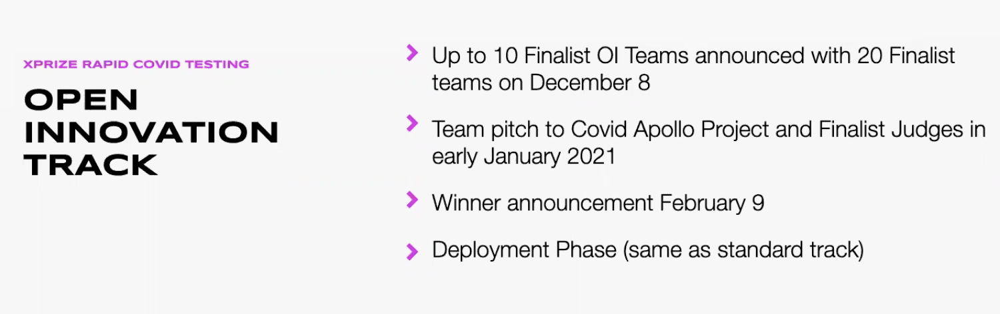 XPRIZE RAPID COVID TESTING
OPEN
INNOVATION
TRACK
Up to 10 Finalist OI Teams announced with 20 Finalist
teams on December 8
Team pitch to Covid Apollo Project and Finalist Judges in
early January 2021
Winner announcement February 9
Deployment Phase (same as standard track)